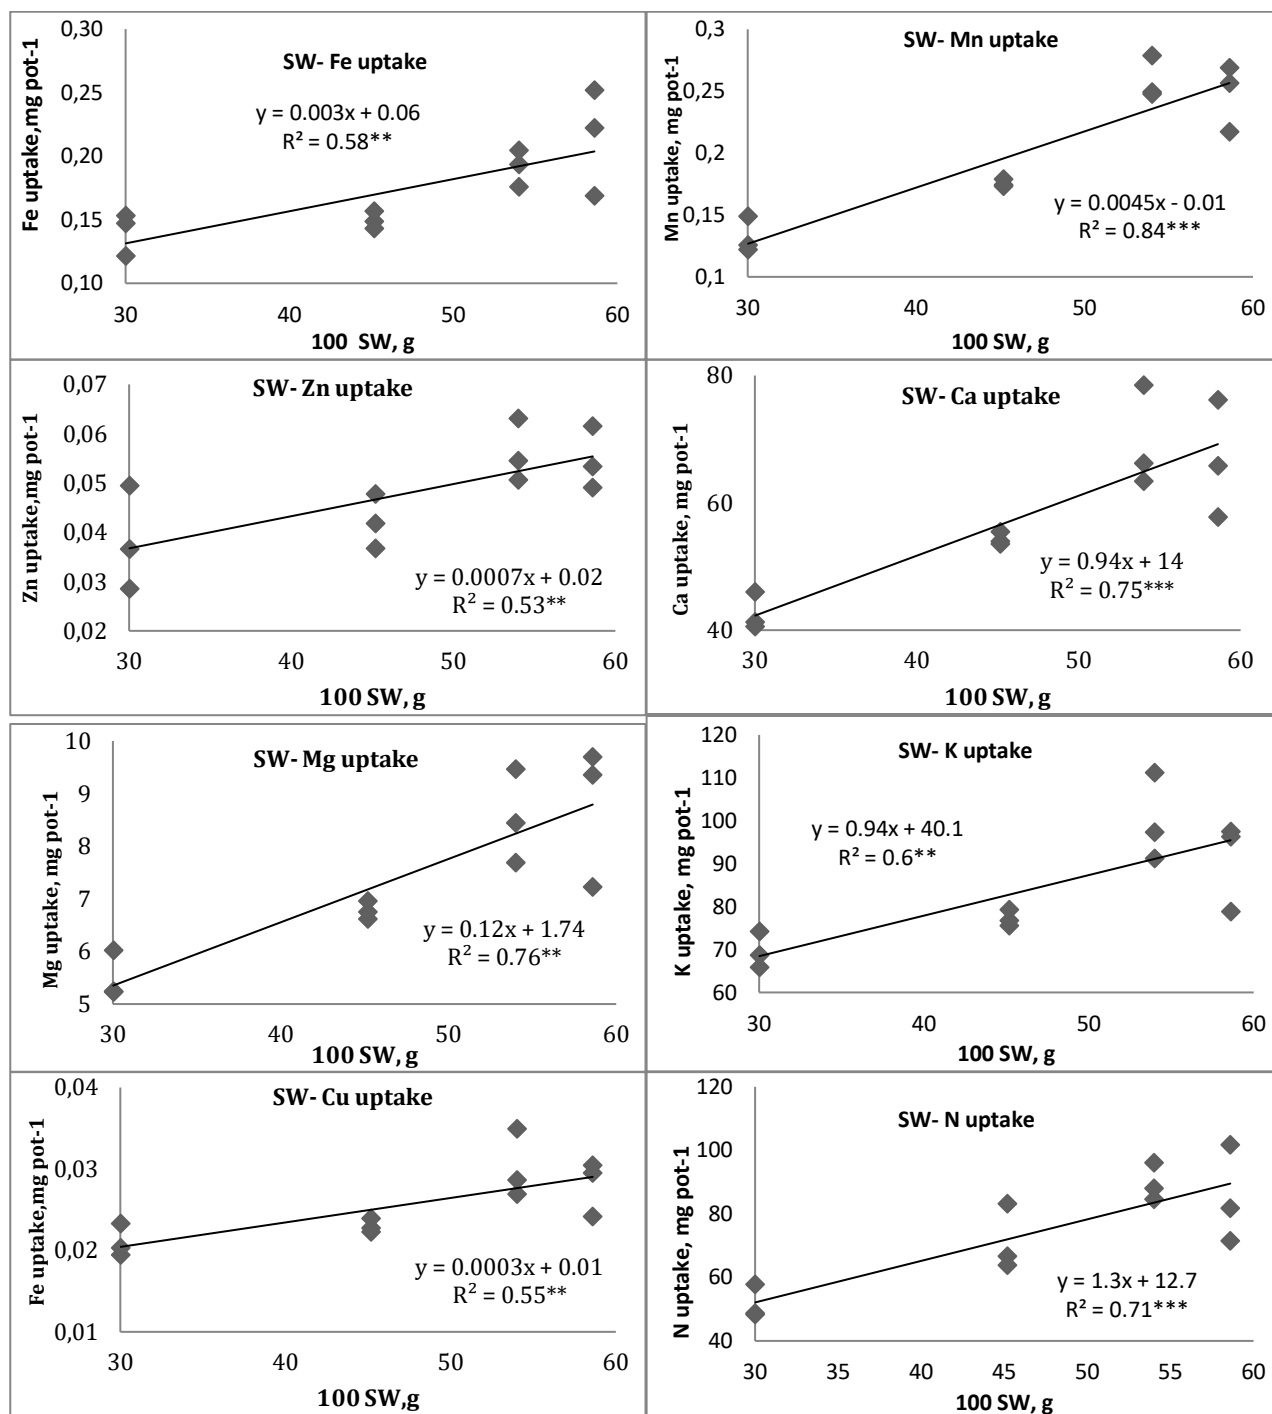 SW- Fe uptake
Fe uptake,mg pot-1
0,30
0,25
0,20
0,15
0,10
y = 0.003x + 0.06
R² = 0.58**
30 40 50 60
100 SW, g
SW- Mn uptake
Mn uptake, mg pot-1
0,3
0,25
0,2
0,15
0,1
y = 0.0045x - 0.01
R² = 0.84***
30 40 50 60
100 SW, g
SW- Zn uptake
Zn uptake,mg pot-1
0,07
0,06
0,05
0,04
0,03
0,02
y = 0.0007x + 0.02
R² = 0.53**
30 40 50 60
100 SW, g
SW- Ca uptake
Ca uptake, mg pot-1
80
60
40
y = 0.94x + 14
R² = 0.75***
30 40 50 60
100 SW, g
SW- Mg uptake
Mg uptake, mg pot-1
10
9
8
7
6
5
y = 0.12x + 1.74
R² = 0.76**
30 40 50 60
100 SW, g
SW- K uptake
K uptake, mg pot-1
120
110
100
90
80
70
60
y = 0.94x + 40.1
R² = 0.6**
30 40 50 60
100 SW, g
SW- Cu uptake
Fe uptake,mg pot-1
0,04
0,03
0,02
0,01
y = 0.0003x + 0.01
R² = 0.55**
30 40 50 60
100 SW,g
SW- N uptake
N uptake, mg pot-1
120
100
80
60
40
y = 1.3x + 12.7
R² = 0.71***
30 35 40 45 50 55 60
100 SW, g